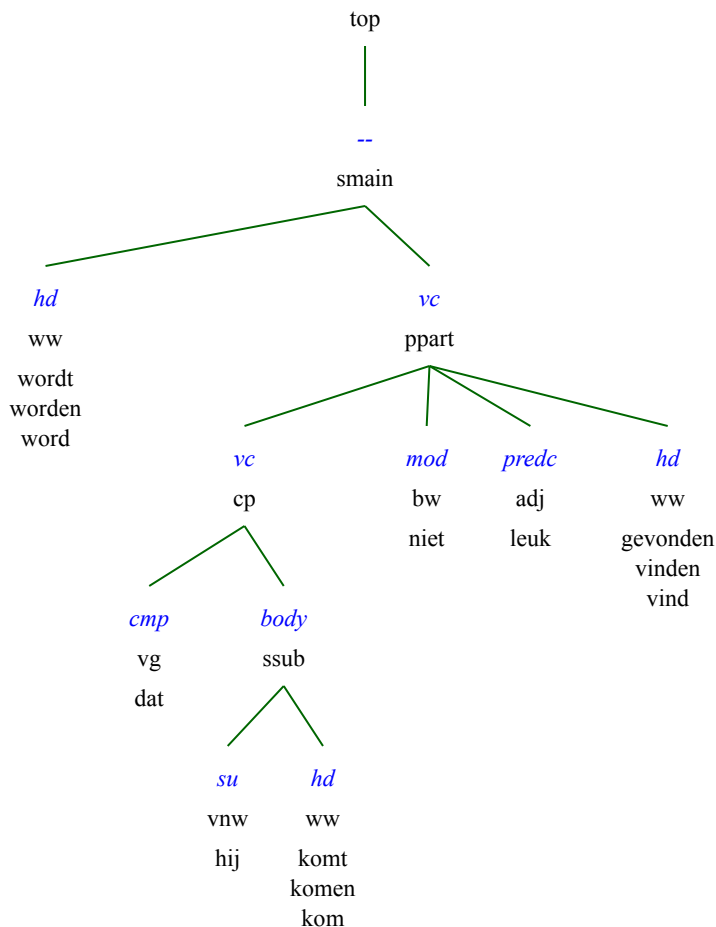 top
--
smain
hd vc
ww ppart
wordt
worden
word
vc mod predc hd
cp bw adj ww
niet leuk gevonden
vinden
vind
cmp body
vg ssub
dat
su hd
vnw ww
hij komt
komen
kom